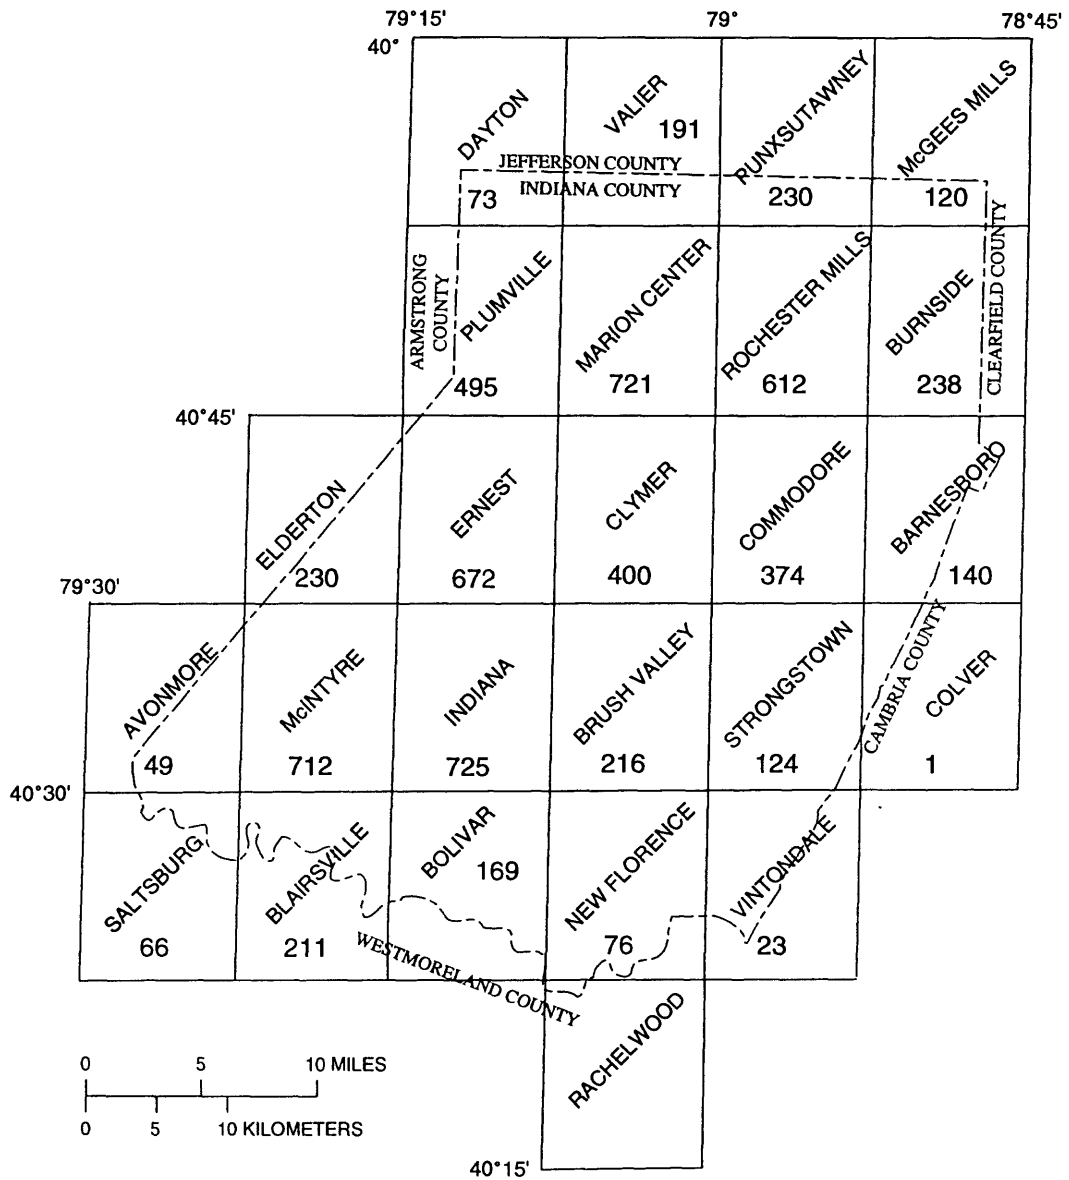 79°15' 79° 78°45'
40°
DAYTON
VALIER
191
PUNXSUTAWNEY
McGEES MILLS
JEFFERSON COUNTY
INDIANA COUNTY
73
230
120
ARMSTRONG
COUNTY
PLUMVILLE
MARION CENTER
ROCHESTER MILLS
BURNSIDE
CLEARFIELD COUNTY
495
721
612
238
40°45'
ELDERTON
ERNEST
CLYMER
COMMODORE
BARNESBORO
230
672
400
374
140
79°30'
AVONMORE
McINTYRE
INDIANA
BRUSH VALLEY
STRONGSTOWN
CAMBRIA COUNTY
COLVER
49
712
725
216
124
1
40°30'
SALTSBURG
BLAIRSVILLE
BOLIVAR
169
NEW FLORENCE
VINTONDALE
66
211
76
23
WESTMORELAND COUNTY
RACHELWOOD
0 5 10 MILES
0 5 10 KILOMETERS
40°15'